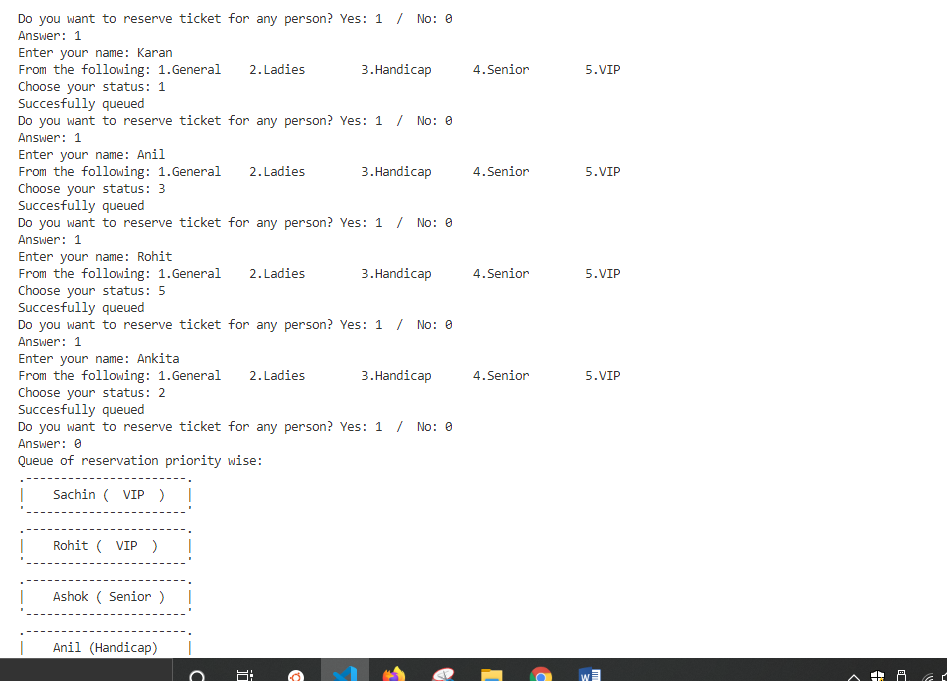 Do you want to reserve ticket for any person? Yes: 1  /  No: 0
Answer: 1
Enter your name: Karan
From the following: 1.General    2.Ladies        3.Handicap      4.Senior        5.VIP
Choose your status: 1
Succesfully queued
Do you want to reserve ticket for any person? Yes: 1  /  No: 0
Answer: 1
Enter your name: Anil
From the following: 1.General    2.Ladies        3.Handicap      4.Senior        5.VIP
Choose your status: 3
Succesfully queued
Do you want to reserve ticket for any person? Yes: 1  /  No: 0
Answer: 1
Enter your name: Rohit
From the following: 1.General    2.Ladies        3.Handicap      4.Senior        5.VIP
Choose your status: 5
Succesfully queued
Do you want to reserve ticket for any person? Yes: 1  /  No: 0
Answer: 1
Enter your name: Ankita
From the following: 1.General    2.Ladies        3.Handicap      4.Senior        5.VIP
Choose your status: 2
Succesfully queued
Do you want to reserve ticket for any person? Yes: 1  /  No: 0
Answer: 0
Queue of reservation priority wise:
.-----------------------.
|    Sachin (  VIP  )   |
'-----------------------'
.-----------------------.
|    Rohit (  VIP  )    |
'-----------------------'
.-----------------------.
|    Ashok ( Senior )   |
'-----------------------'
.-----------------------.
|    Anil (Handicap)    |